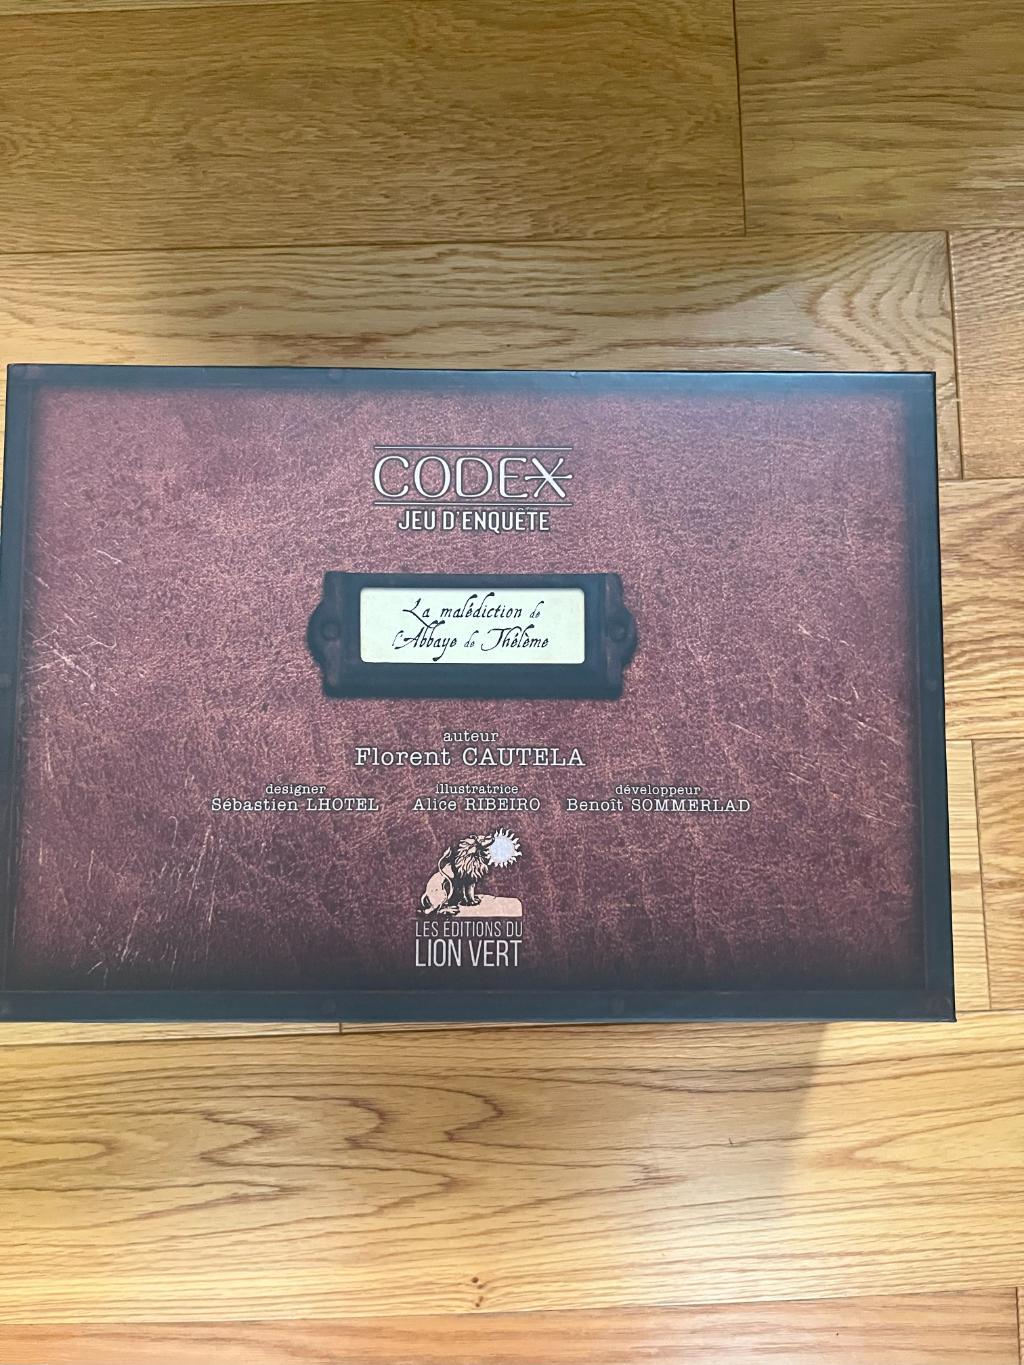 CODEX
JEU D'ENQUÊTE
La malédiction de
l'Abbaye de Thélème
auteur
Florent CAUTELA
designer illustratrice développeur
Sébastien LHOTEL Alice RIBEIRO Benoît SOMMERLAD
LES ÉDITIONS DU
LION VERT